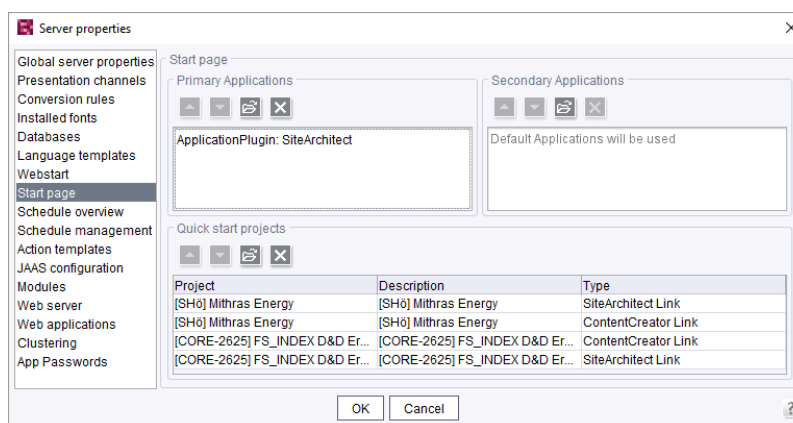 Server properties
Global server properties
Presentation channels
Conversion rules
Installed fonts
Databases
Language templates
Webstart
Start page
Schedule overview
Schedule management
Action templates
JAAS configuration
Modules
Web server
Web applications
Clustering
App Passwords
Start page
Primary Applications
ApplicationPlugin: SiteArchitect
Secondary Applications
Default Applications will be used
Quick start projects
Project Description Type
[SHö] Mithras Energy [SHö] Mithras Energy SiteArchitect Link
[SHö] Mithras Energy [SHö] Mithras Energy ContentCreator Link
[CORE-2625] FS_INDEX D&D Er... [CORE-2625] FS_INDEX D&D Er... ContentCreator Link
[CORE-2625] FS_INDEX D&D Er... [CORE-2625] FS_INDEX D&D Er... SiteArchitect Link
OK Cancel
?